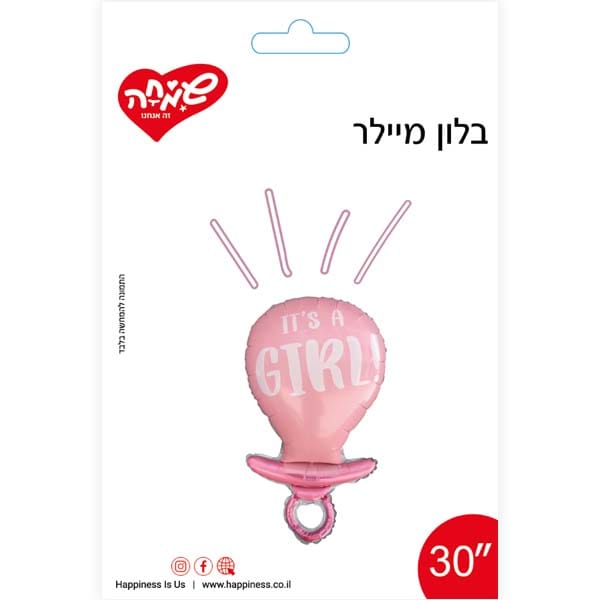 שמחה
זה אנחנו
בלון מיילר
התמונה להמחשה בלבד
IT'S A
GIRL!
30”
Happiness Is Us | www.happiness.co.il